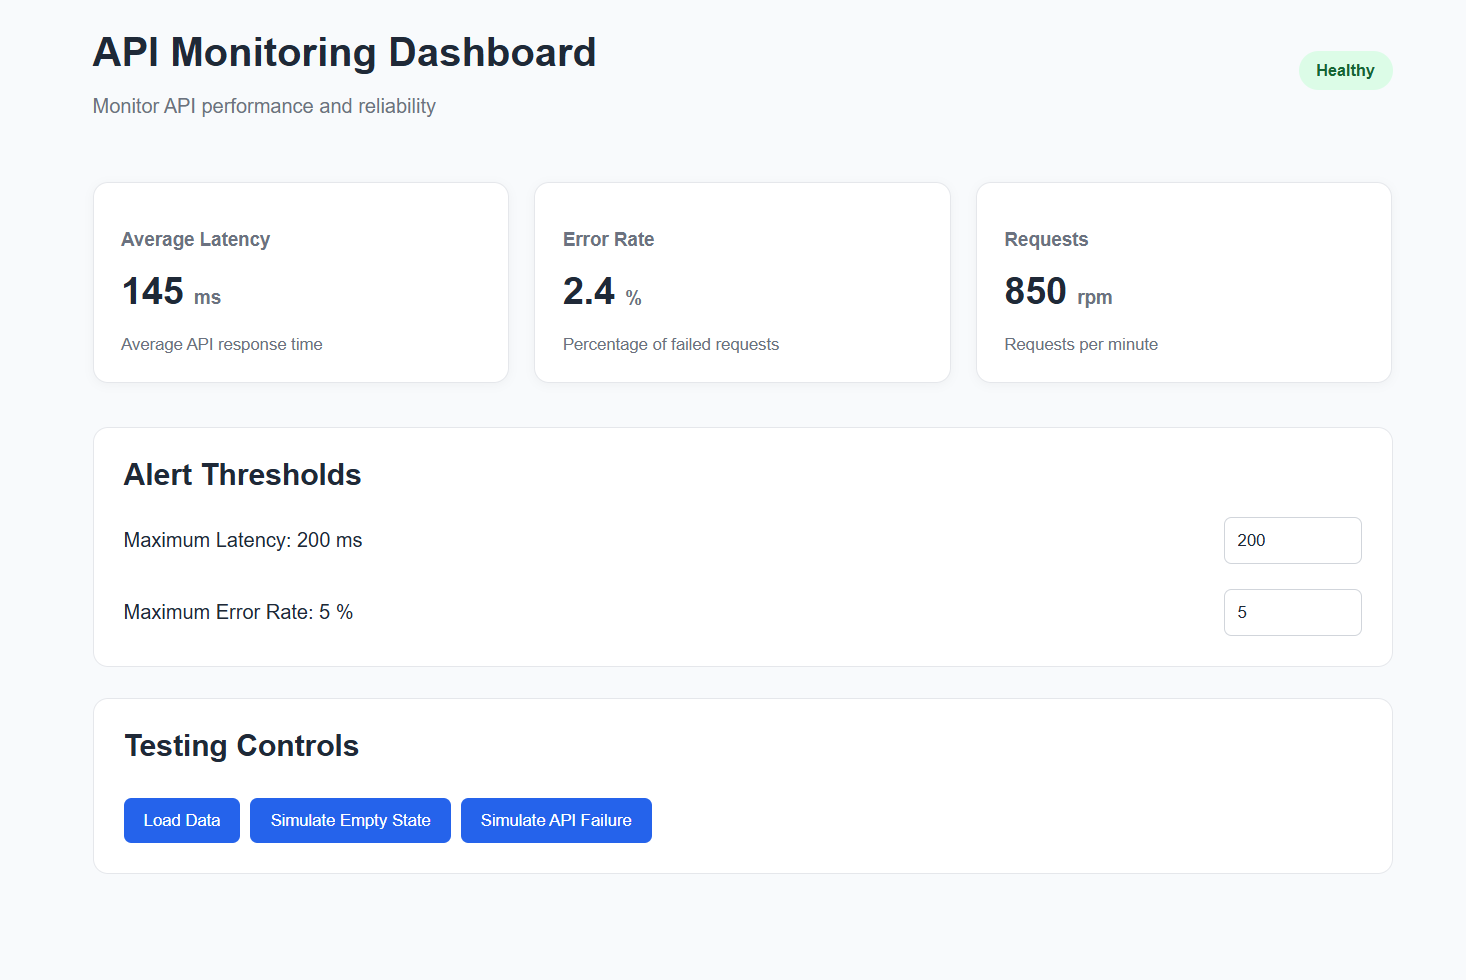 API Monitoring Dashboard
Monitor API performance and reliability
Healthy
Average Latency
145 ms
Average API response time
Error Rate
2.4 %
Percentage of failed requests
Requests
850 rpm
Requests per minute
Alert Thresholds
Maximum Latency: 200 ms
200
Maximum Error Rate: 5 %
5
Testing Controls
Load Data
Simulate Empty State
Simulate API Failure